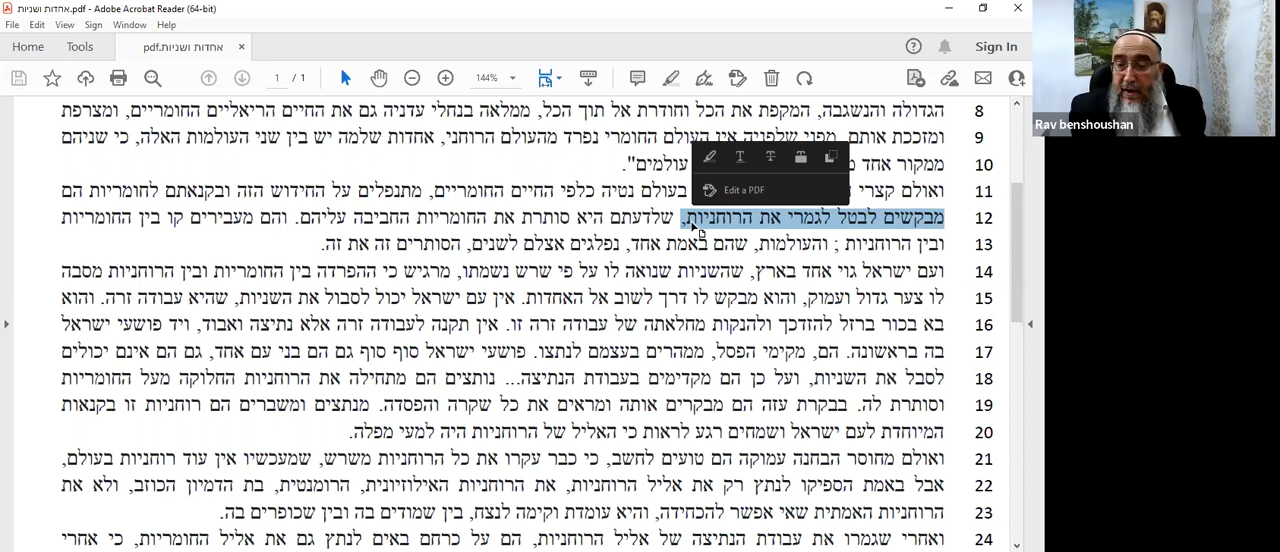 אחדות ושניות.pdf - Adobe Acrobat Reader (64-bit)
File Edit View Sign Window Help
Home Tools אחדות ושניות.pdf × Sign In
1 / 1 144%
הגדולה והנשגבה, המקפת את הכל וחודרת אל תוך הכל, ממלאה בנחלי עדניה גם את החיים הריאליים החומריים, ומצרפת 8
ומזככת אותם, מפני שלפניה אין העולם החומרי נפרד מהעולם הרוחני, אחדות שלמה יש בין שני העולמות האלה, כי שניהם 9
ממקור אחד עולמים". 10
ואולם קצרי בעולם נטיה כלפי החיים החומריים, מתנפלים על החידוש הזה ובקנאתם לחומריות הם 11
מבקשים לבטל לגמרי את הרוחניות, שלדעתם היא סותרת את החומריות החביבה עליהם. והם מעבירים קו בין החומריות 12
ובין הרוחניות ; והעולמות, שהם באמת אחד, נפלגים אצלם לשנים, הסותרים זה את זה. 13
ועם ישראל גוי אחד בארץ, שהשניות שנואה לו על פי שרש נשמתו, מרגיש כי ההפרדה בין החומריות ובין הרוחניות מסבה 14
לו צער גדול ועמוק, והוא מבקש לו דרך לשוב אל האחדות. אין עם ישראל יכול לסבול את השניות, שהיא עבודה זרה. והוא 15
בא בכור ברזל להזדכך ולהנקות מחלאתה של עבודה זרה זו. אין תקנה לעבודה זרה אלא נתיצה ואבוד, ויד פושעי ישראל 16
בה בראשונה. הם, מקימי הפסל, ממהרים בעצמם לנתצו. פושעי ישראל סוף סוף גם הם בני עם אחד, גם הם אינם יכולים 17
לסבל את השניות, ועל כן הם מקדימים בעבודת הנתיצה... נותצים הם מתחילה את הרוחניות החלוקה מעל החומריות 18
וסותרת לה. בבקרת עזה הם מבקרים אותה ומראים את כל שקרה והפסדה. מנתצים ומשברים הם רוחניות זו בקנאות 19
המיוחדת לעם ישראל ושמחים רגע לראות כי האליל של הרוחניות היה למעי מפלה. 20
ואולם מחוסר הבחנה עמוקה הם טועים לחשב, כי כבר עקרו את כל הרוחניות משרש, שמעכשיו אין עוד רוחניות בעולם, 21
אבל באמת הספיקו לנתץ רק את אליל הרוחניות, את הרוחניות האילוזיונית, הרומנטית, בת הדמיון הכוזב, ולא את 22
הרוחניות האמתית שאי אפשר להכחידה, והיא עומדת וקימה לנצח, בין שמודים בה ובין שכופרים בה. 23
ואחרי שגמרו את עבודת הנתיצה של אליל הרוחניות, הם על כרחם באים לנתץ גם את אליל החומריות, כי אחרי 24
Edit a PDF
Rav benshoushan